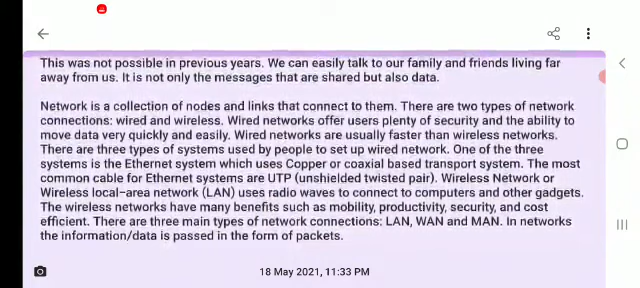 This was not possible in previous years. We can easily talk to our family and friends living far
away from us. It is not only the messages that are shared but also data.
Network is a collection of nodes and links that connect to them. There are two types of network
connections: wired and wireless. Wired networks offer users plenty of security and the ability to
move data very quickly and easily. Wired networks are usually faster than wireless networks.
There are three types of systems used by people to set up wired network. One of the three
systems is the Ethernet system which uses Copper or coaxial based transport system. The most
common cable for Ethernet systems are UTP (unshielded twisted pair). Wireless Network or
Wireless local-area network (LAN) uses radio waves to connect to computers and other gadgets.
The wireless networks have many benefits such as mobility, productivity, security, and cost
efficient. There are three main types of network connections: LAN, WAN and MAN. In networks
the information/data is passed in the form of packets.
18 May 2021, 11:33 PM